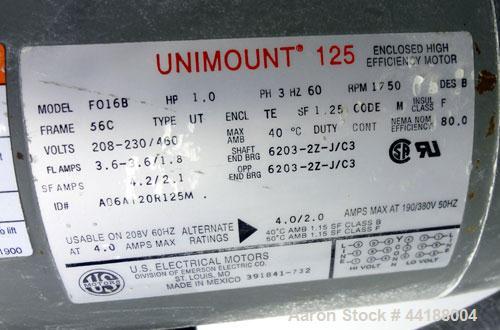 UNIMOUNT® 125 ENCLOSED HIGH EFFICIENCY MOTOR
MODEL F016B HP 1.0 PH 3 HZ 60 RPM 1750 DES B
FRAME 56C TYPE UT ENCL TE SF 1.25 CODE M INSUL CLASS F
VOLTS 208-230/460 MAX AMB 40 °C DUTY CONT NEMA NOM EFFICIENCY 80.0
FL AMPS 3.6-3.6/1.8 SHAFT END BRG 6203-2Z-J/C3
SF AMPS 4.2/2.1 OPP END BRG 6203-2Z-J/C3
ID# 
USABLE ON 208V 60HZ AT 4.0 AMPS MAX ALTERNATE RATINGS 4.0/2.0 AMPS MAX AT 190/380V 50HZ
40°C AMB 1.15 SF CLASS B
50°C AMB 1.15 SF CLASS F
U.S. ELECTRICAL MOTORS
DIVISION OF EMERSON ELECTRIC CO.
ST. LOUIS, MO
MADE IN MEXICO 391841-732
LINE
HI VOLT
LINE
LO VOLT
to lift
1900
Aaron Stock # 44188004